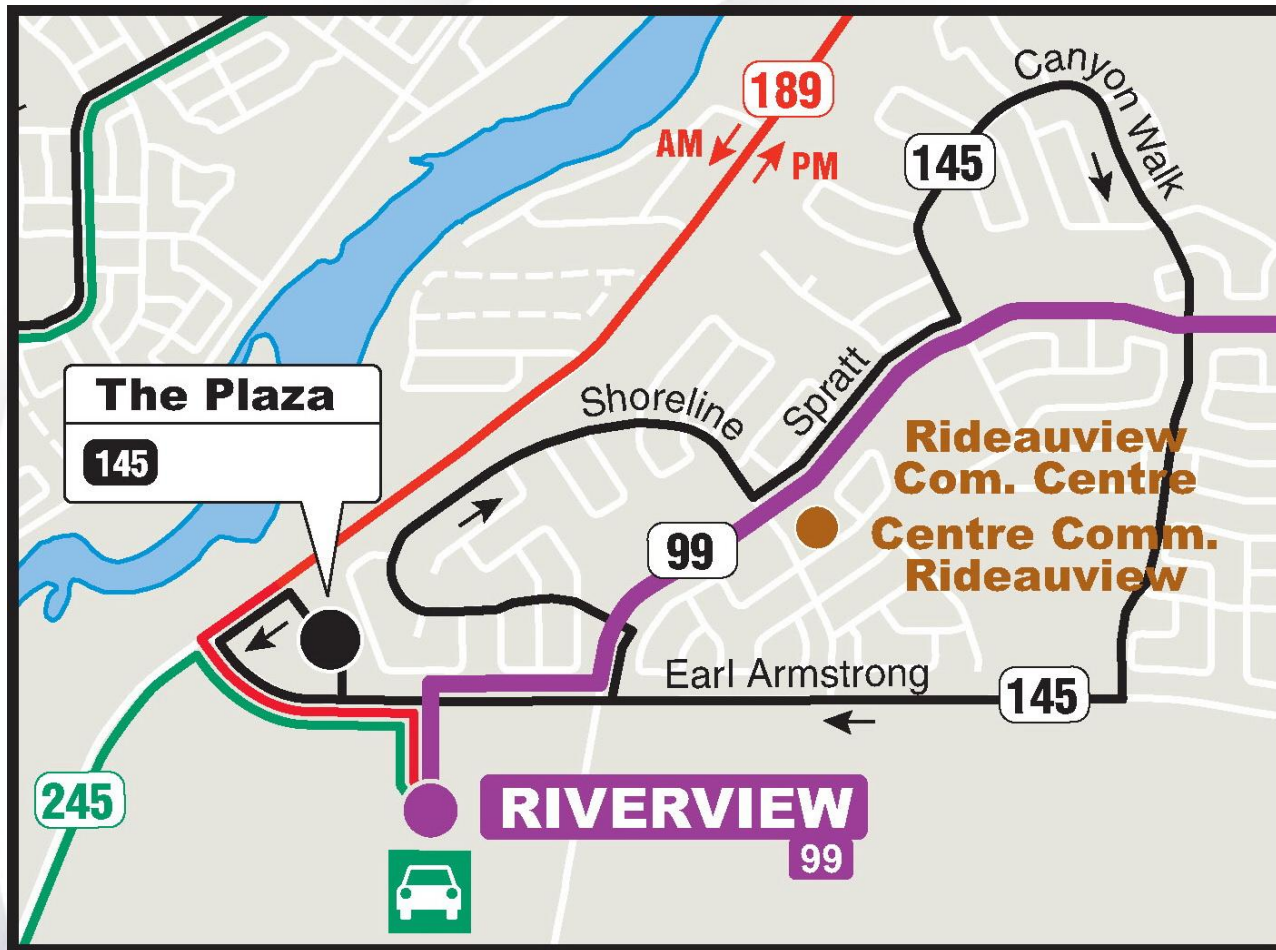 189
AM
PM
Canyon Walk
145
The Plaza
145
Shoreline
Spratt
Rideauview
Com. Centre
Centre Comm.
Rideauview
99
Earl Armstrong
145
245
RIVERVIEW
99